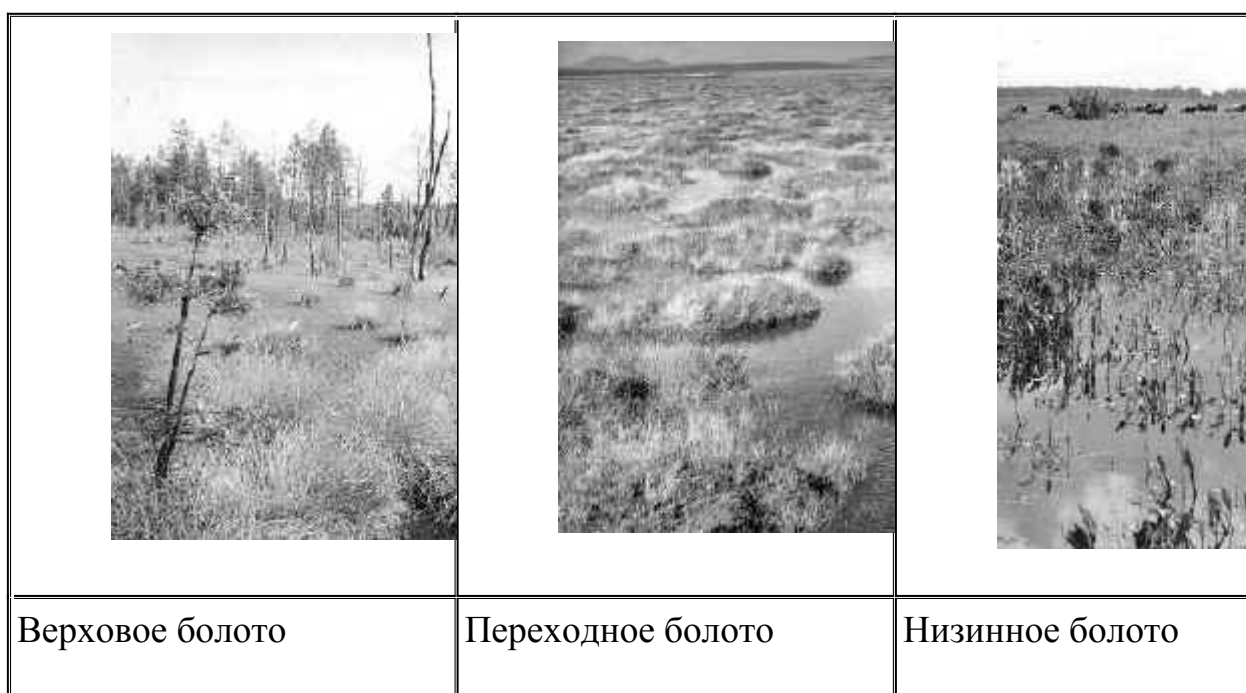 Верховое болото
Переходное болото
Низинное болото